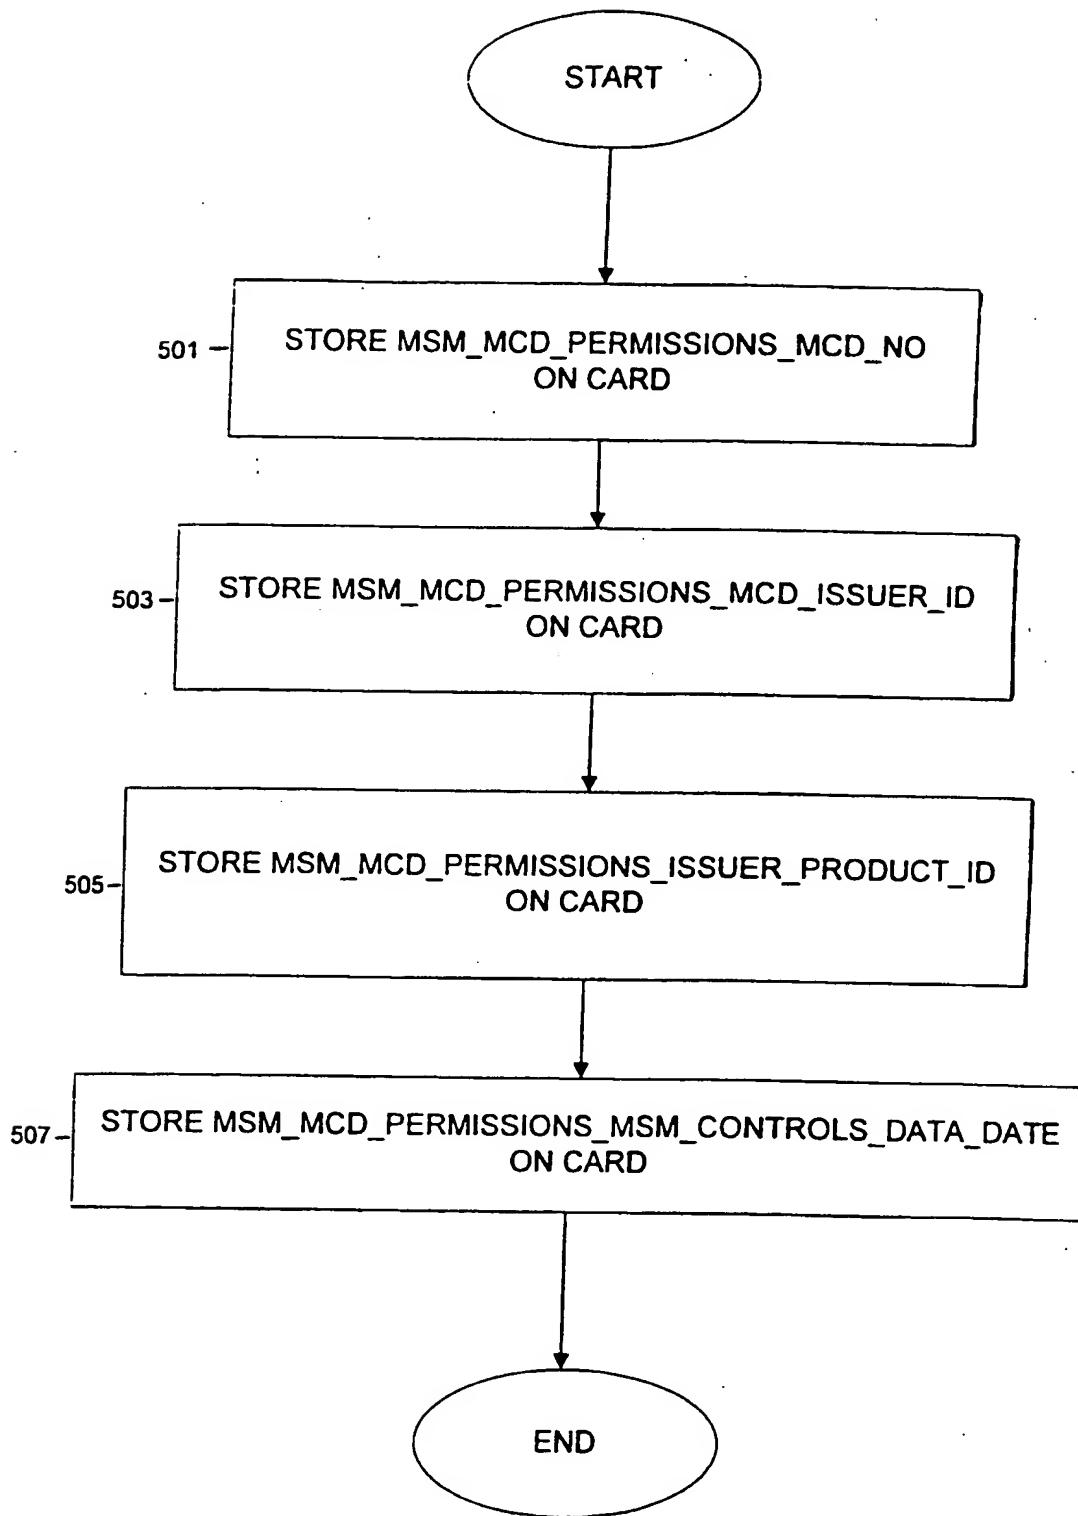 START
501
STORE MSM_MCD_PERMISSIONS_MCD_NO
ON CARD
503
STORE MSM_MCD_PERMISSIONS_MCD_ISSUER_ID
ON CARD
505
STORE MSM_MCD_PERMISSIONS_ISSUER_PRODUCT_ID
ON CARD
507
STORE MSM_MCD_PERMISSIONS_MSM_CONTROLS_DATA_DATE
ON CARD
END